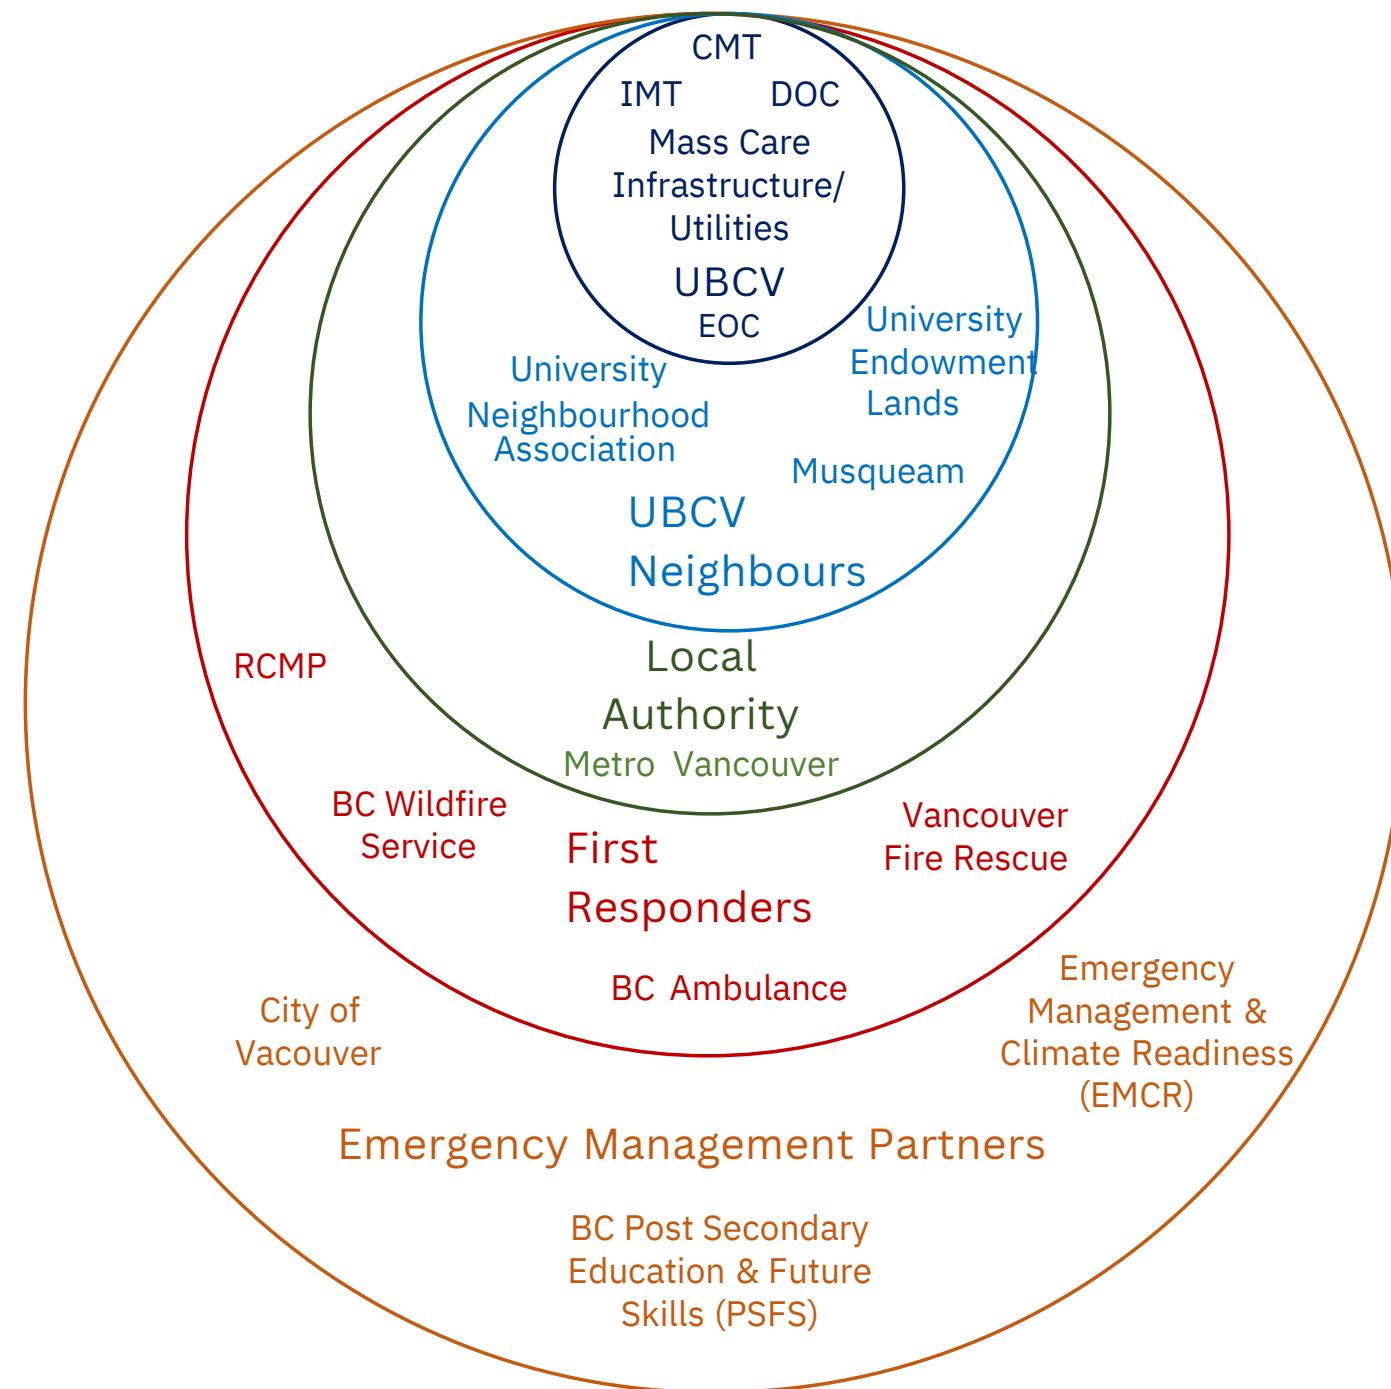 CMT
IMT DOC
Mass Care
Infrastructure/
Utilities
UBCV
EOC
University
Endowment
Lands
University
Neighbourhood
Association
Musqueam
UBCV
Neighbours
Local
Authority
Metro Vancouver
RCMP
BC Wildfire
Service
Vancouver
Fire Rescue
First
Responders
BC Ambulance
City of
Vacouver
Emergency
Management &
Climate Readiness
(EMCR)
Emergency Management Partners
BC Post Secondary
Education & Future
Skills (PSFS)